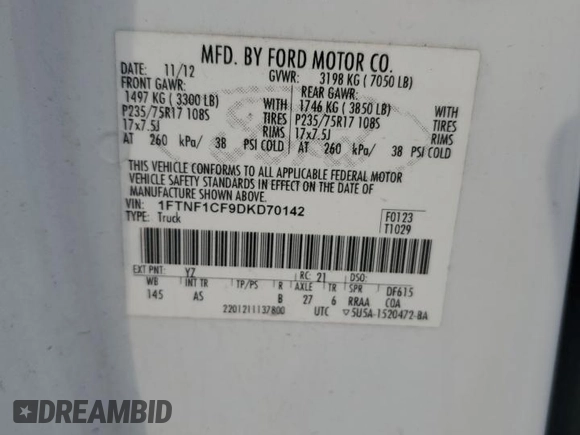 MFD. BY FORD MOTOR CO.
DATE: 11/12 GVWR: 3198 KG ( 7050 LB)
FRONT GAWR: REAR GAWR:
1497 KG ( 3300 LB) WITH 1746 KG ( 3850 LB) WITH
P235/75R17 108S TIRES P235/75R17 108S TIRES
17x7.5J RIMS 17x7.5J RIMS
AT 260 kPa/ 38 PSI COLD AT 260 kPa/ 38 PSI COLD
THIS VEHICLE CONFORMS TO ALL APPLICABLE FEDERAL MOTOR
VEHICLE SAFETY STANDARDS IN EFFECT ON THE DATE OF
MANUFACTURE SHOWN ABOVE.
VIN: 1FTNF1CF9DKD70142 F0123
TYPE: Truck T1029
EXT PNT: YZ RC: 21 DSO:
WB INT TR TP/PS R AXLE TR SPR DF615
145 AS B 27 6 RRAA COA
2201211137800 UTC ▽5USA-1520472-BA
DREAMBID